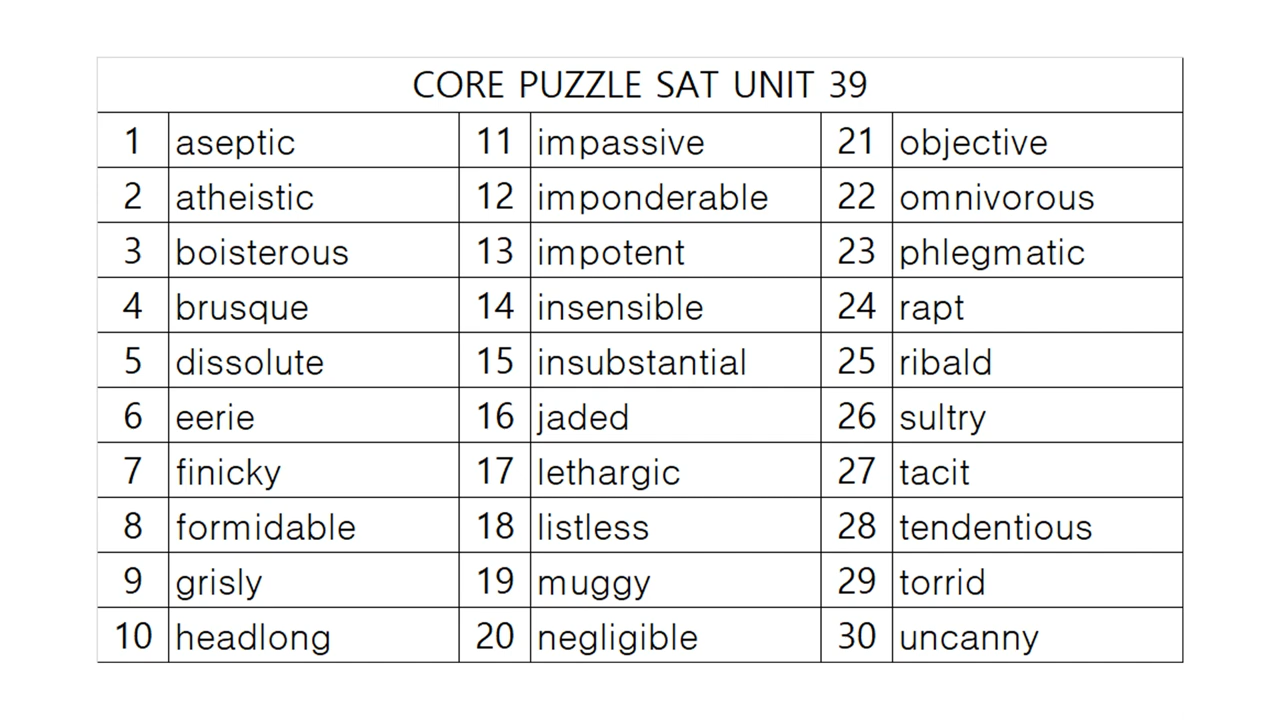 CORE PUZZLE SAT UNIT 39
1 aseptic 11 impassive 21 objective
2 atheistic 12 imponderable 22 omnivorous
3 boisterous 13 impotent 23 phlegmatic
4 brusque 14 insensible 24 rapt
5 dissolute 15 insubstantial 25 ribald
6 eerie 16 jaded 26 sultry
7 finicky 17 lethargic 27 tacit
8 formidable 18 listless 28 tendentious
9 grisly 19 muggy 29 torrid
10 headlong 20 negligible 30 uncanny